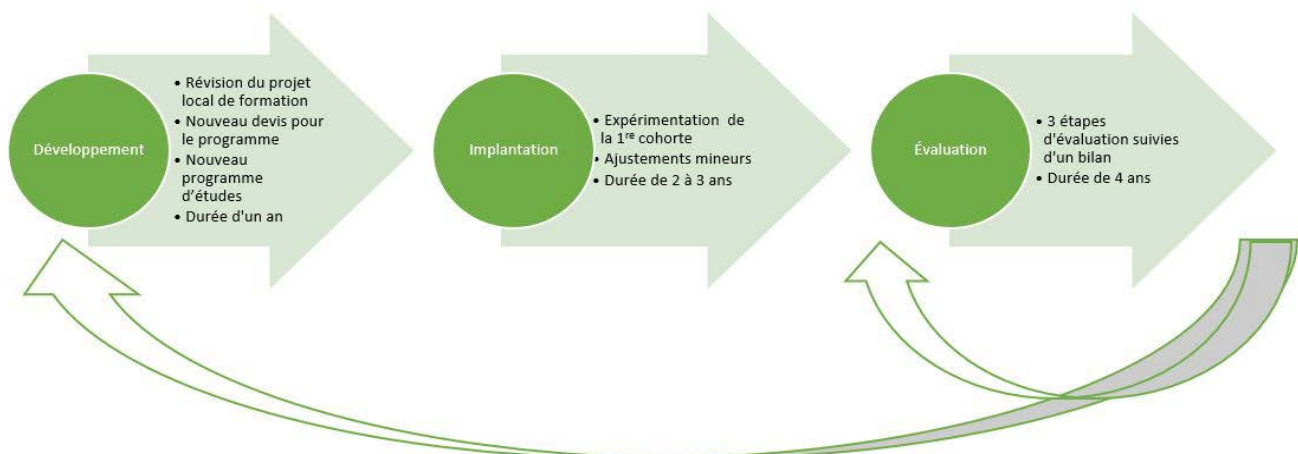 Développement
• Révision du projet
local de formation
• Nouveau devis pour
le programme
• Nouveau
programme
d’études
• Durée d'un an
Implantation
• Expérimentation de
la 1re cohorte
• Ajustements mineurs
• Durée de 2 à 3 ans
Évaluation
• 3 étapes
d'évaluation suivies
d'un bilan
• Durée de 4 ans